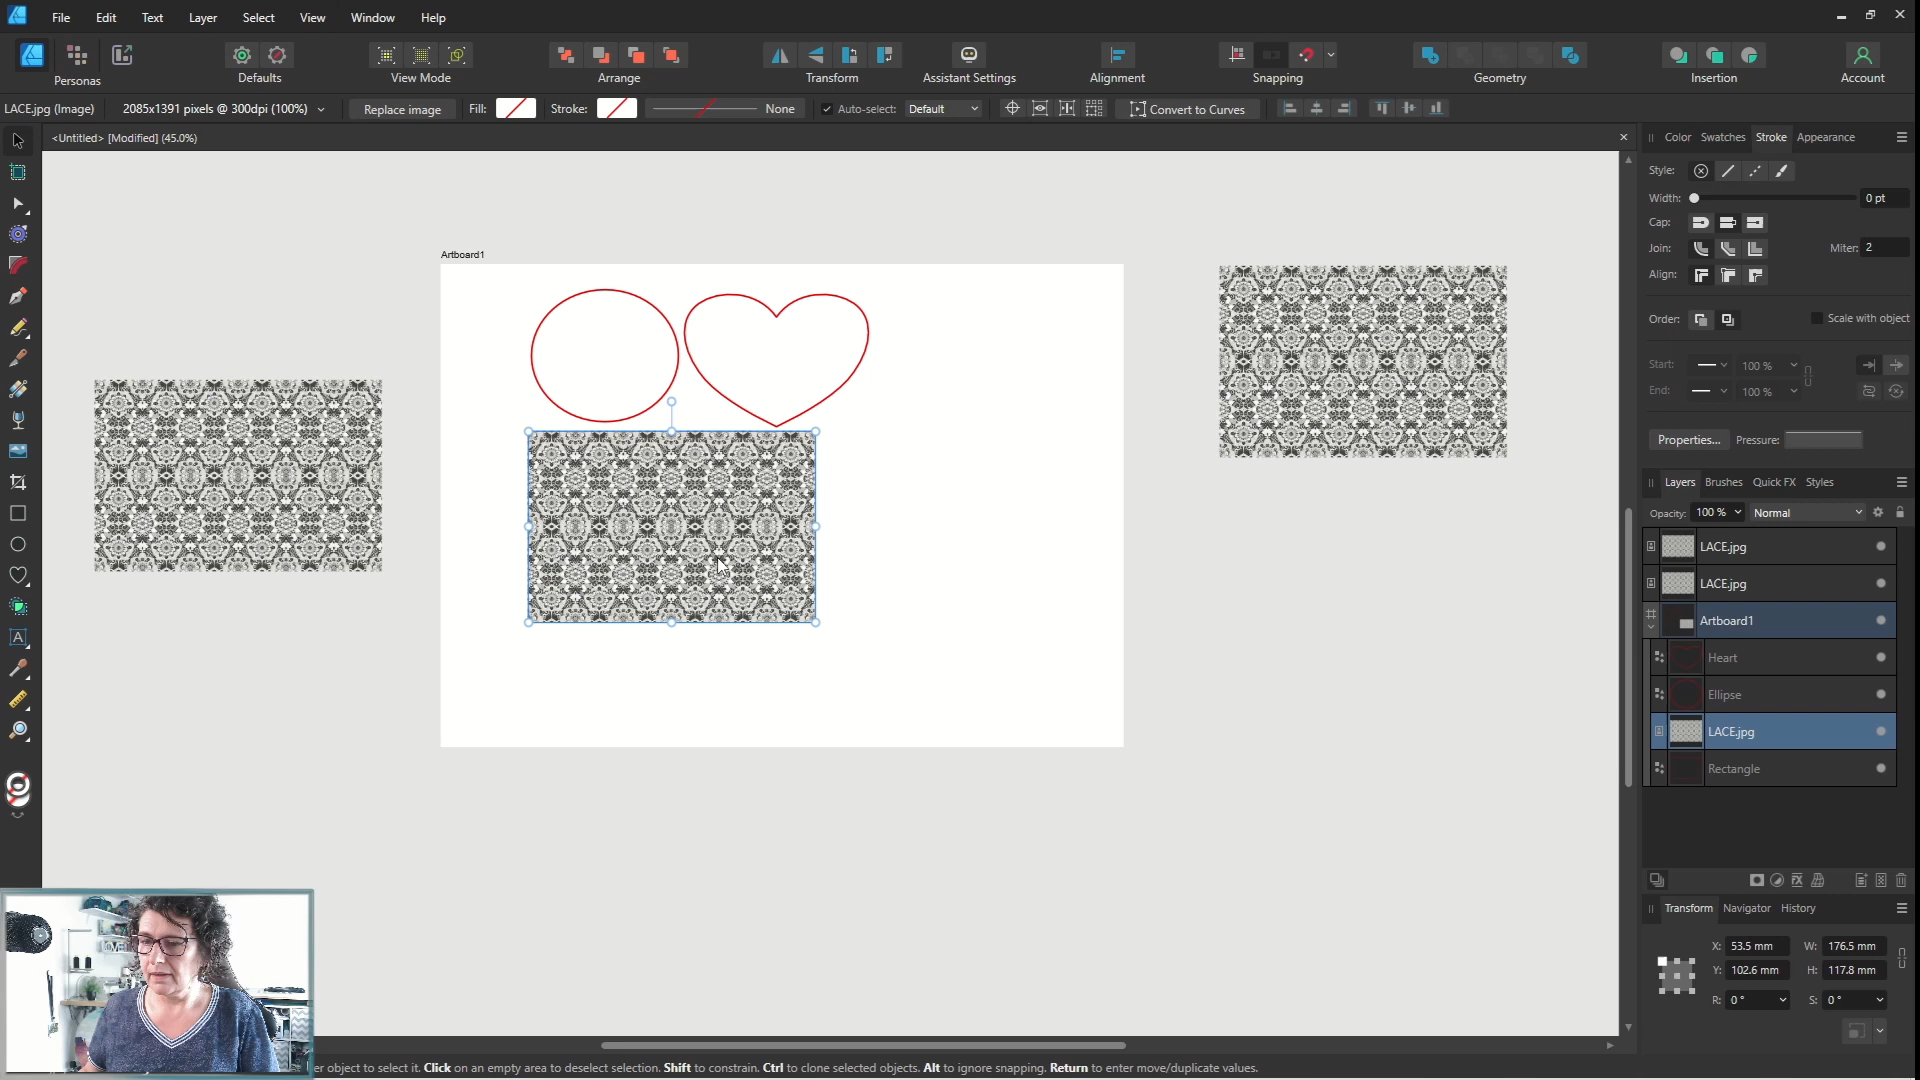 File Edit Text Layer Select View Window Help
Personas Defaults View Mode Arrange Transform Assistant Settings Alignment Snapping Geometry Insertion Account
LACE.jpg (Image) 2085x1391 pixels @ 300dpi (100%) Replace image Fill: Stroke: None Auto-select: Default Convert to Curves
<Untitled> [Modified] (45.0%)
Color Swatches Stroke Appearance
Style:
Width: 0 pt
Cap:
Join: Miter: 2
Align:
Order: Scale with object
Start: 100 %
End: 100 %
Properties... Pressure:
Artboard1
Layers Brushes Quick FX Styles
Opacity: 100 % Normal
LACE.jpg
LACE.jpg
Artboard1
Heart
Ellipse
LACE.jpg
Rectangle
Transform Navigator History
X: 53.5 mm W: 176.5 mm
Y: 102.6 mm H: 117.8 mm
R: 0 ° S: 0 °
er object to select it. Click on an empty area to deselect selection. Shift to constrain. Ctrl to clone selected objects. Alt to ignore snapping. Return to enter move/duplicate values.